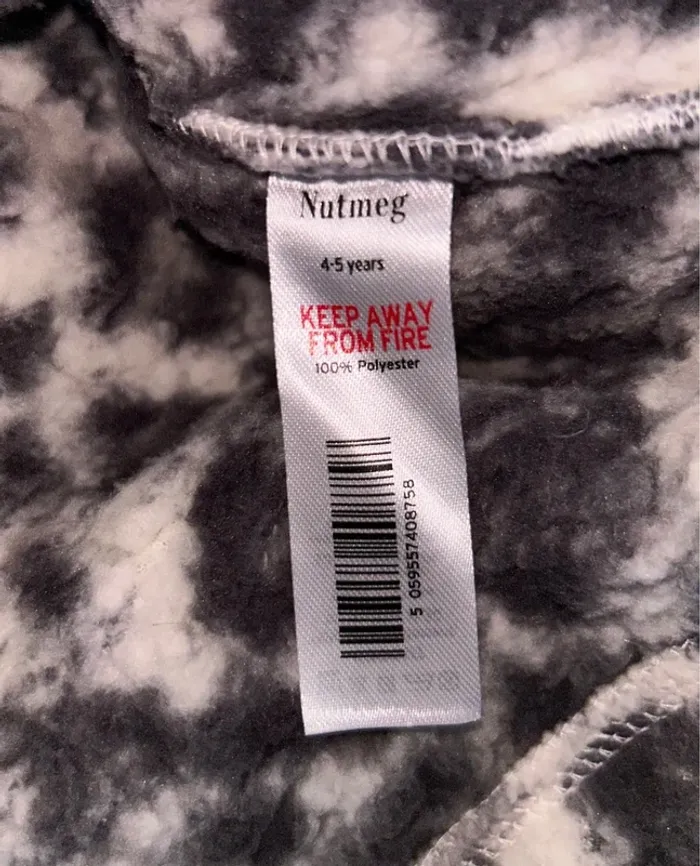 Nutmeg
4-5 years
KEEP AWAY
FROM FIRE
100% Polyester
5 059557 408758